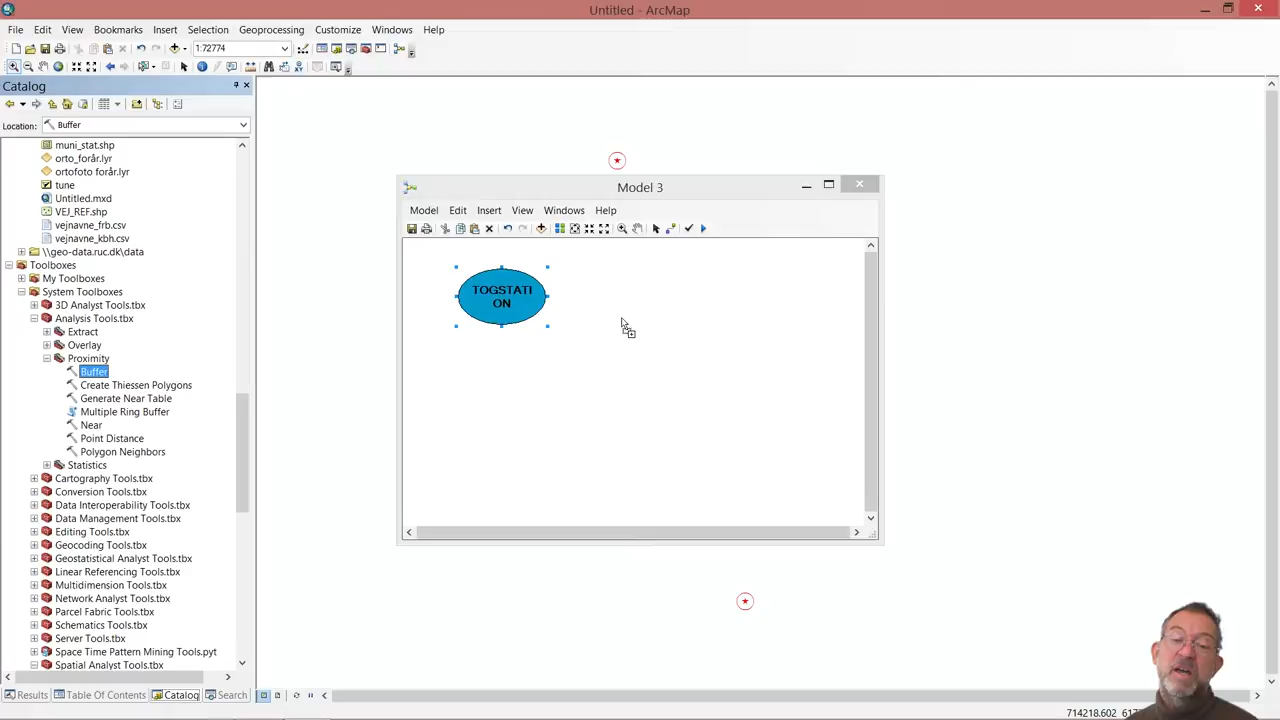 Untitled - ArcMap
File Edit View Bookmarks Insert Selection Geoprocessing Customize Windows Help
1:72774
Catalog
Location: Buffer
muni_stat.shp
orto_forår.lyr
ortofoto forår.lyr
tune
Untitled.mxd
VEJ_REF.shp
vejnavne_frb.csv
vejnavne_kbh.csv
\\geo-data.ruc.dk\data
Toolboxes
My Toolboxes
System Toolboxes
3D Analyst Tools.tbx
Analysis Tools.tbx
Extract
Overlay
Proximity
Buffer
Create Thiessen Polygons
Generate Near Table
Multiple Ring Buffer
Near
Point Distance
Polygon Neighbors
Statistics
Cartography Tools.tbx
Conversion Tools.tbx
Data Interoperability Tools.tbx
Data Management Tools.tbx
Editing Tools.tbx
Geocoding Tools.tbx
Geostatistical Analyst Tools.tbx
Linear Referencing Tools.tbx
Multidimension Tools.tbx
Network Analyst Tools.tbx
Parcel Fabric Tools.tbx
Schematics Tools.tbx
Server Tools.tbx
Space Time Pattern Mining Tools.pyt
Spatial Analyst Tools.tbx
Results Table Of Contents Catalog Search
Model 3
Model Edit Insert View Windows Help
TOGSTATI
ON
714218.602